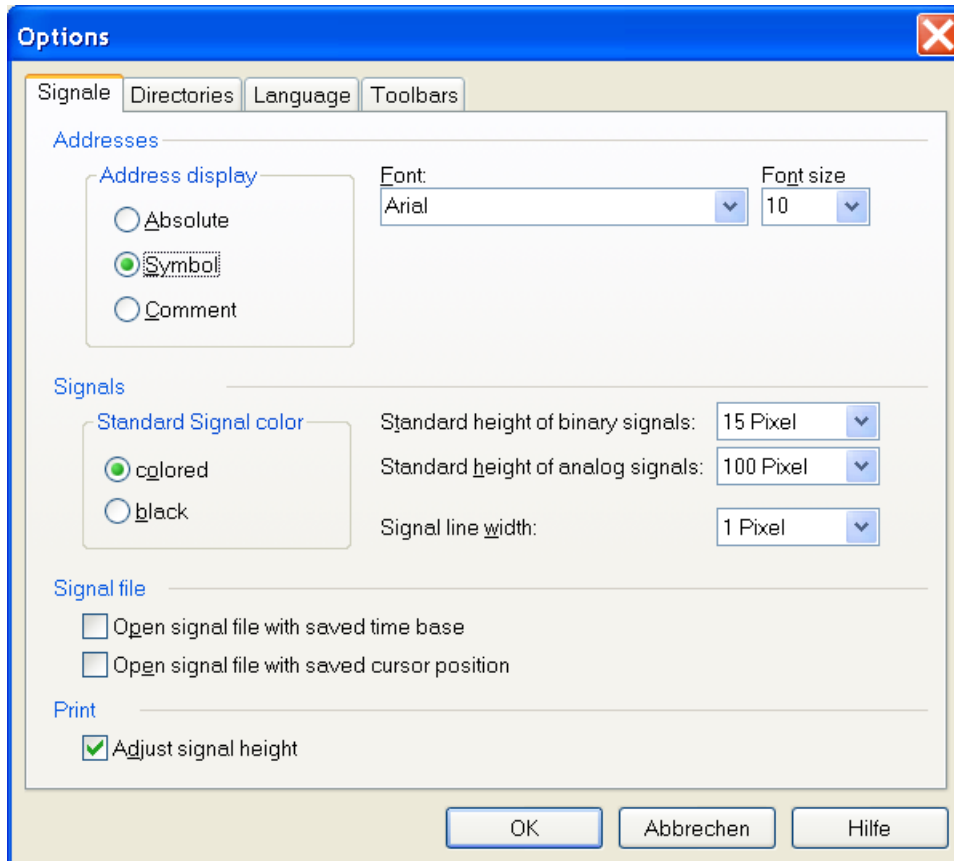 Options
Signale Directories Language Toolbars
Addresses
Address display
Font:
Font size
Arial
10
Absolute
Symbol
Comment
Signals
Standard Signal color
colored
black
Standard height of binary signals: 15 Pixel
Standard height of analog signals: 100 Pixel
Signal line width: 1 Pixel
Signal file
Open signal file with saved time base
Open signal file with saved cursor position
Print
Adjust signal height
OK Abbrechen Hilfe